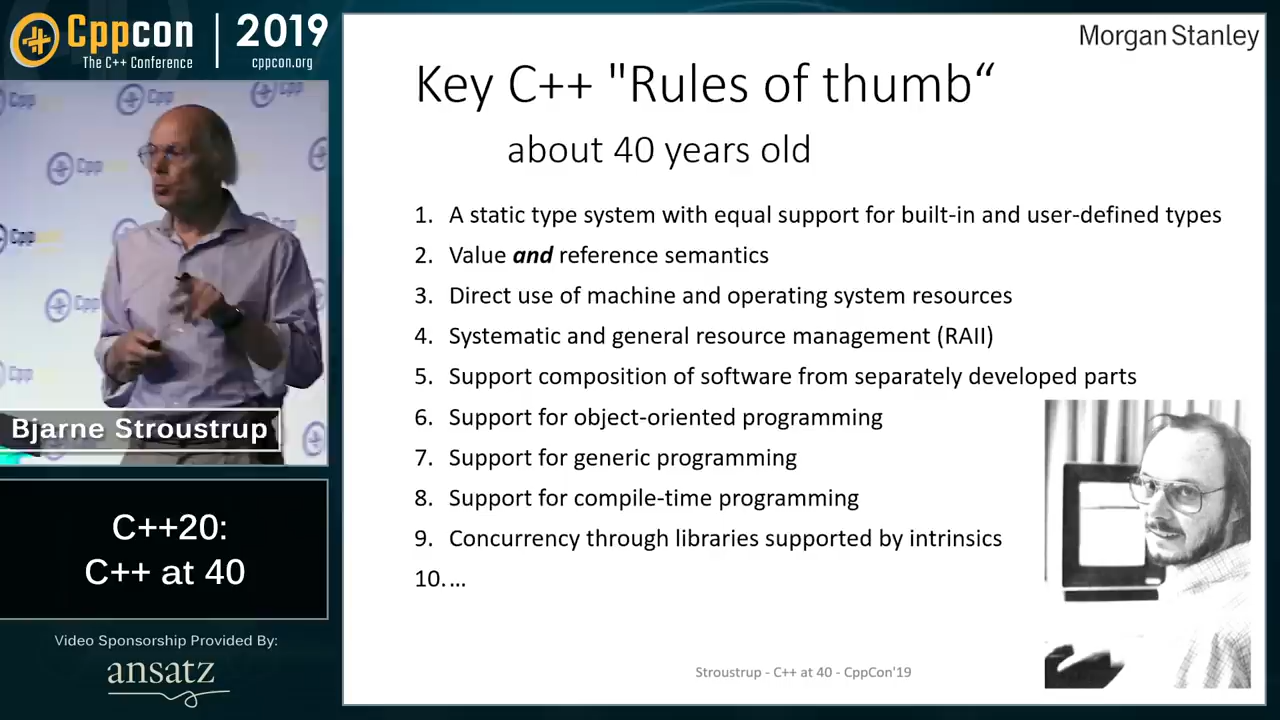 Cppcon
The C++ Conference
2019
cppcon.org
Bjarne Stroustrup
C++20:
C++ at 40
Video Sponsorship Provided By:
ansatz
Morgan Stanley
Key C++ "Rules of thumb“
about 40 years old
1. A static type system with equal support for built-in and user-defined types
2. Value and reference semantics
3. Direct use of machine and operating system resources
4. Systematic and general resource management (RAII)
5. Support composition of software from separately developed parts
6. Support for object-oriented programming
7. Support for generic programming
8. Support for compile-time programming
9. Concurrency through libraries supported by intrinsics
10. …
Stroustrup - C++ at 40 - CppCon'19